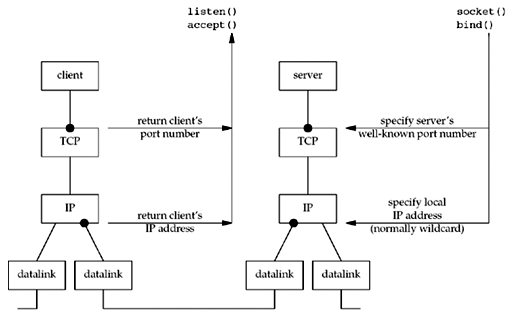 listen()
accept()
socket()
bind()
client
server
return client's
port number
specify server's
well-known port number
TCP
TCP
IP
return client's
IP address
IP
specify local
IP address
(normally wildcard)
datalink
datalink
datalink
datalink